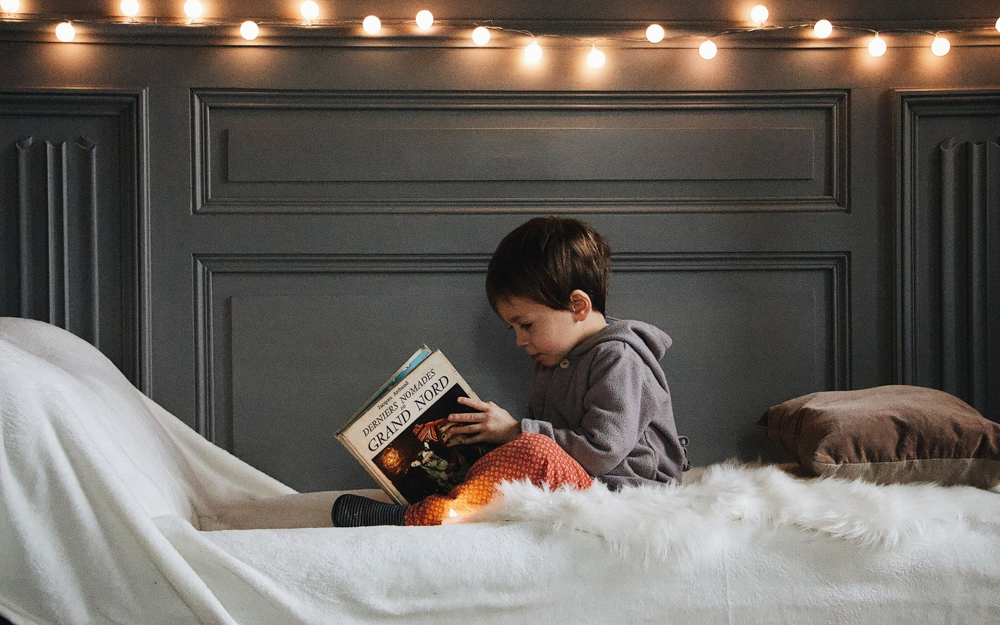 Jacques Arthaud
DERNIERS NOMADES
DU
GRAND NORD